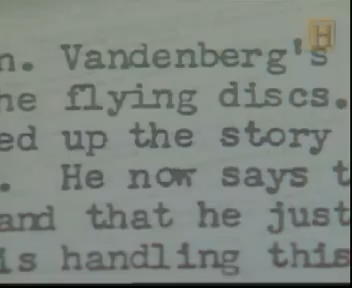 n. Vandenberg's
he flying discs.
ed up the story
. He now says t
and that he just
is handling this
H